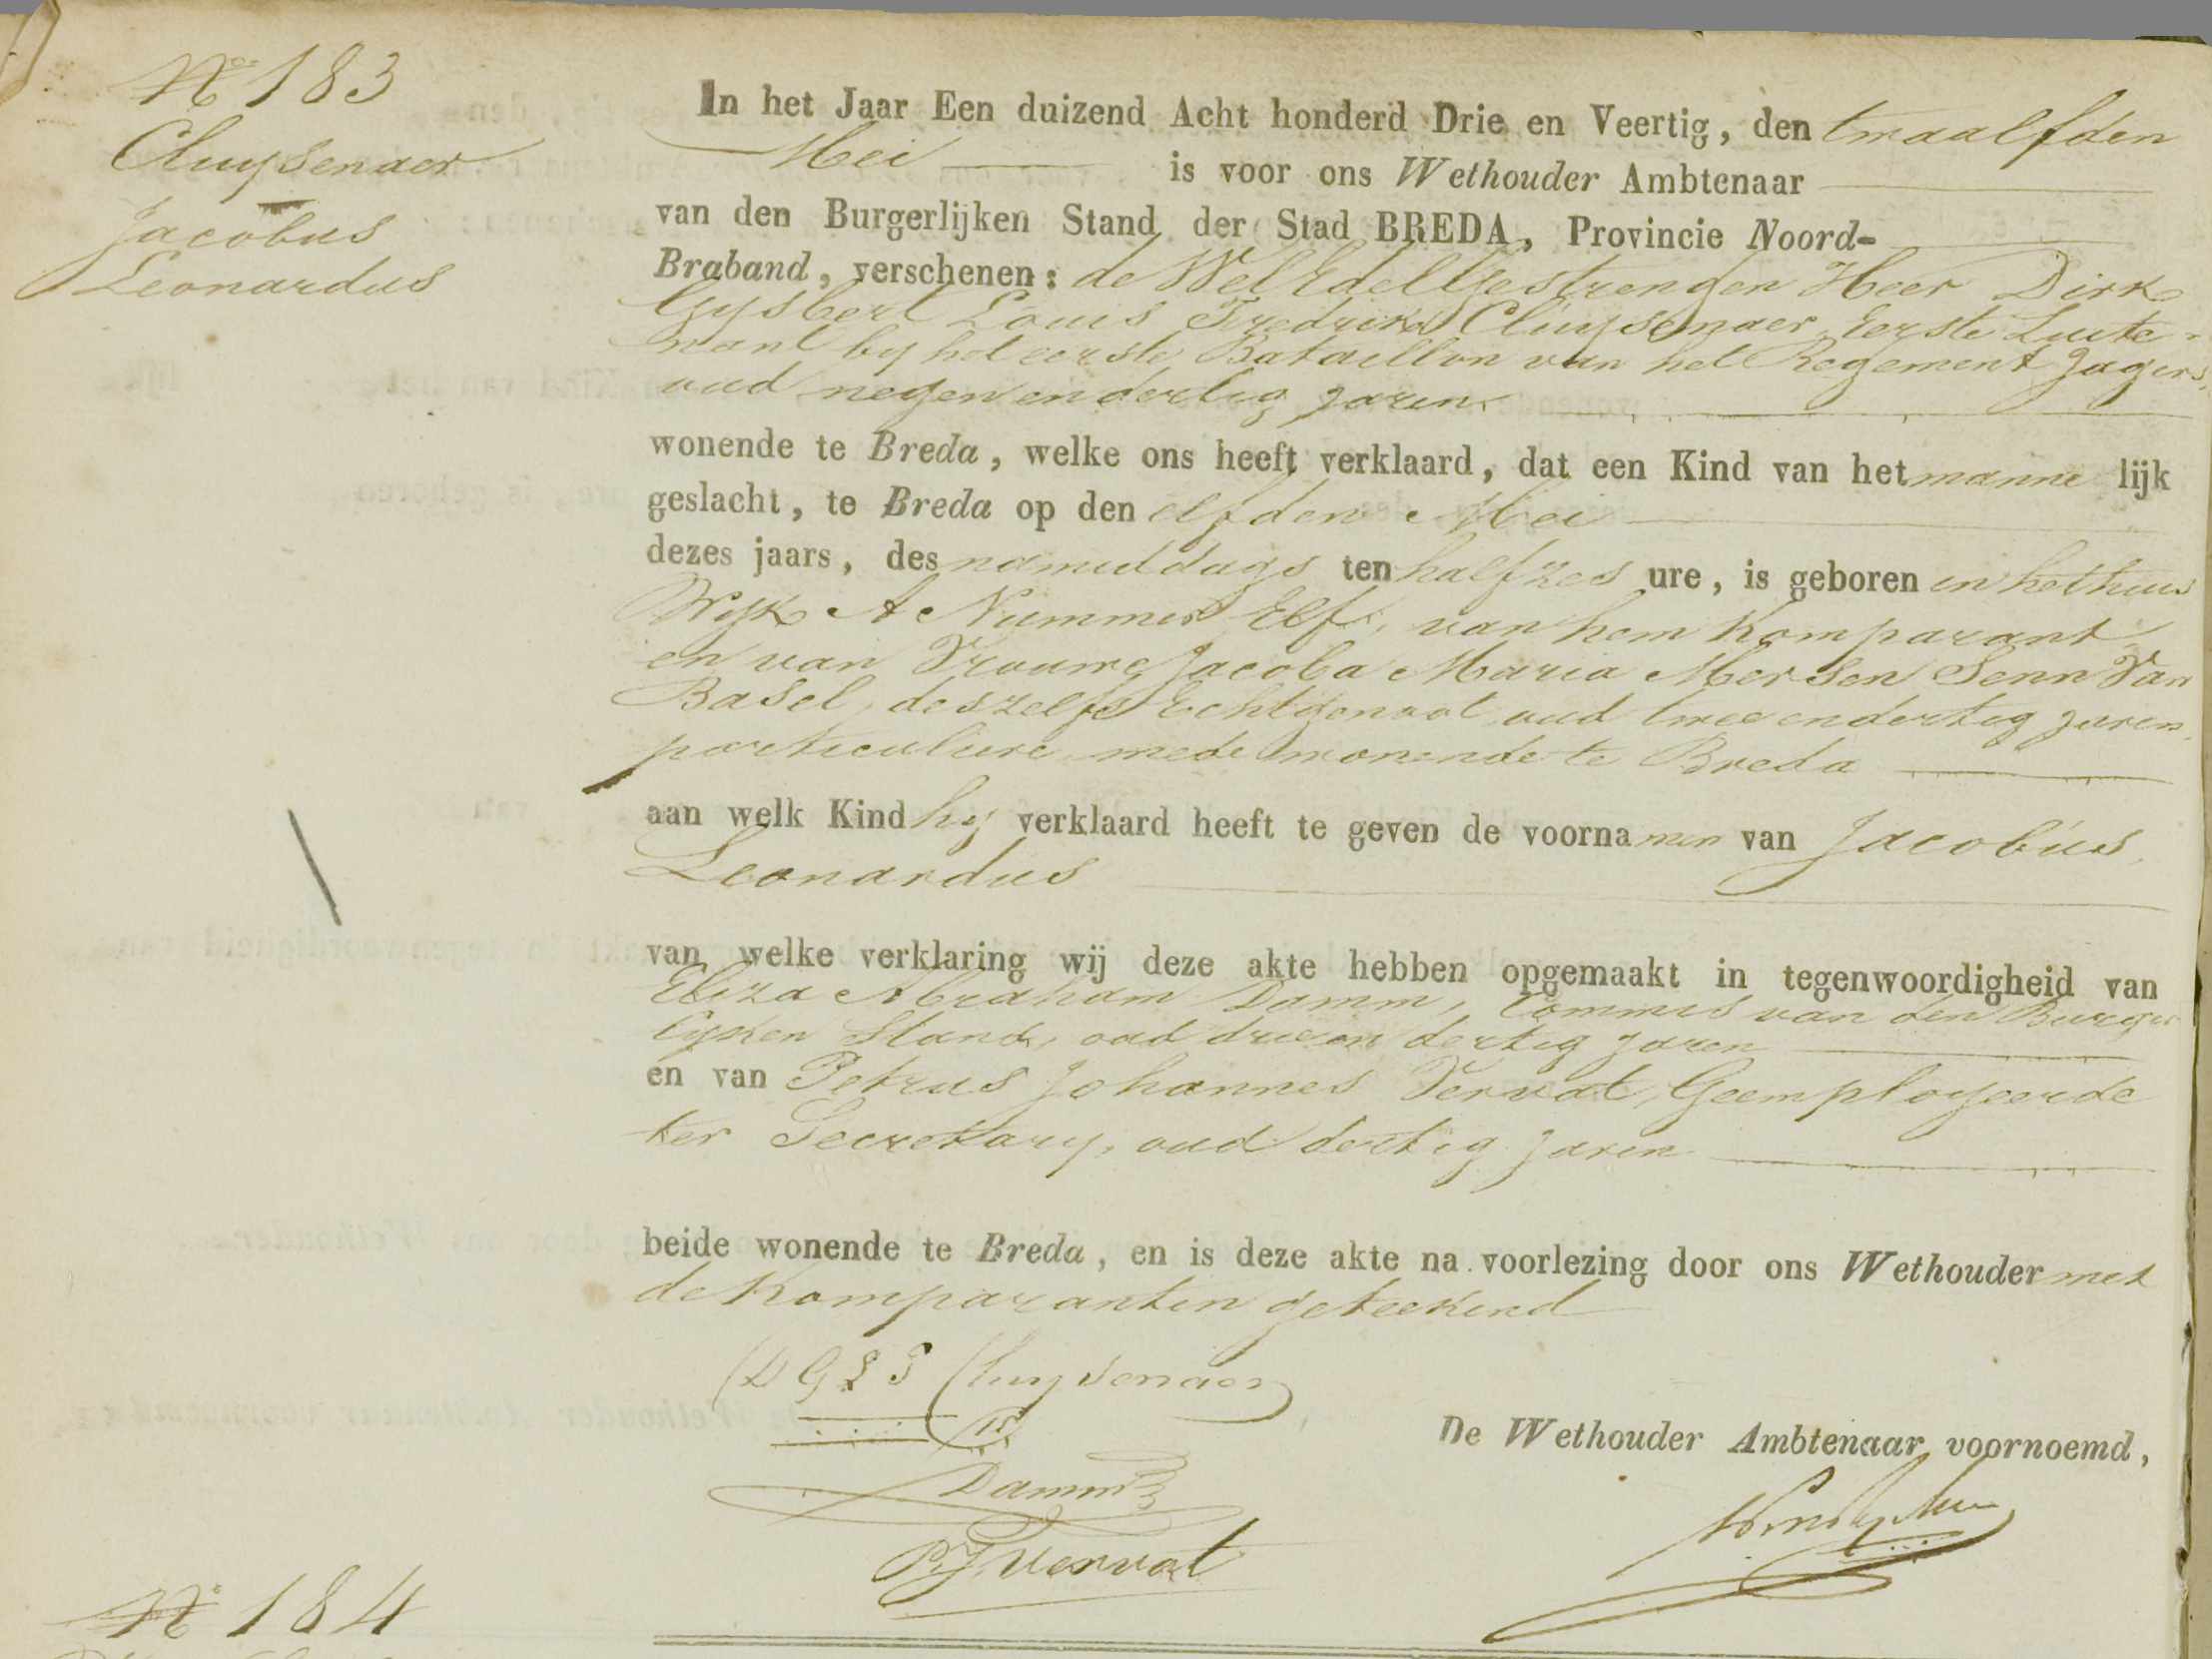 N° 183
Cluysenaer
Jacobus
Leonardus
In het Jaar Een duizend Acht honderd Drie en Veertig, den twaalfden
Mei is voor ons Wethouder Ambtenaar
van den Burgerlijken Stand der Stad BREDA, Provincie Noord-
Braband, verschenen: de WelEdelGestrengen Heer Dirk
Gysbert Louis Fredrik Cluysenaer, Eerste Luite-
nant by het eerste Bataillon van het Regement Jagers,
oud negen en dertig jaren
wonende te Breda, welke ons heeft verklaard, dat een Kind van het manne lijk
geslacht, te Breda op den elfden Mei
dezes jaars, des namiddags ten half zes ure, is geboren in het huis
Wyk A Nummer Elf, van hem Komparant
en van Vrouwe Jacoba Maria Mersen Senn Van
Basel, deszelfs Echtgenoot oud twee en dertig jaren,
particuliere mede wonende te Breda
aan welk Kind hy verklaard heeft te geven de voornamen van Jacobus
Leonardus
van welke verklaring wij deze akte hebben opgemaakt in tegenwoordigheid van
Eliza Abraham Damm, Commis van den Burger
lyken Stand, oud drie en dertig jaren
en van Petrus Johannes Vervat, Geemployeerde
ter Secretary, oud dertig jaren
beide wonende te Breda, en is deze akte na voorlezing door ons Wethouder met
de Komparanten geteekend
D G L F Cluysenaer
De Wethouder Ambtenaar voornoemd,
Damm
P. J. Vervat
N° 184